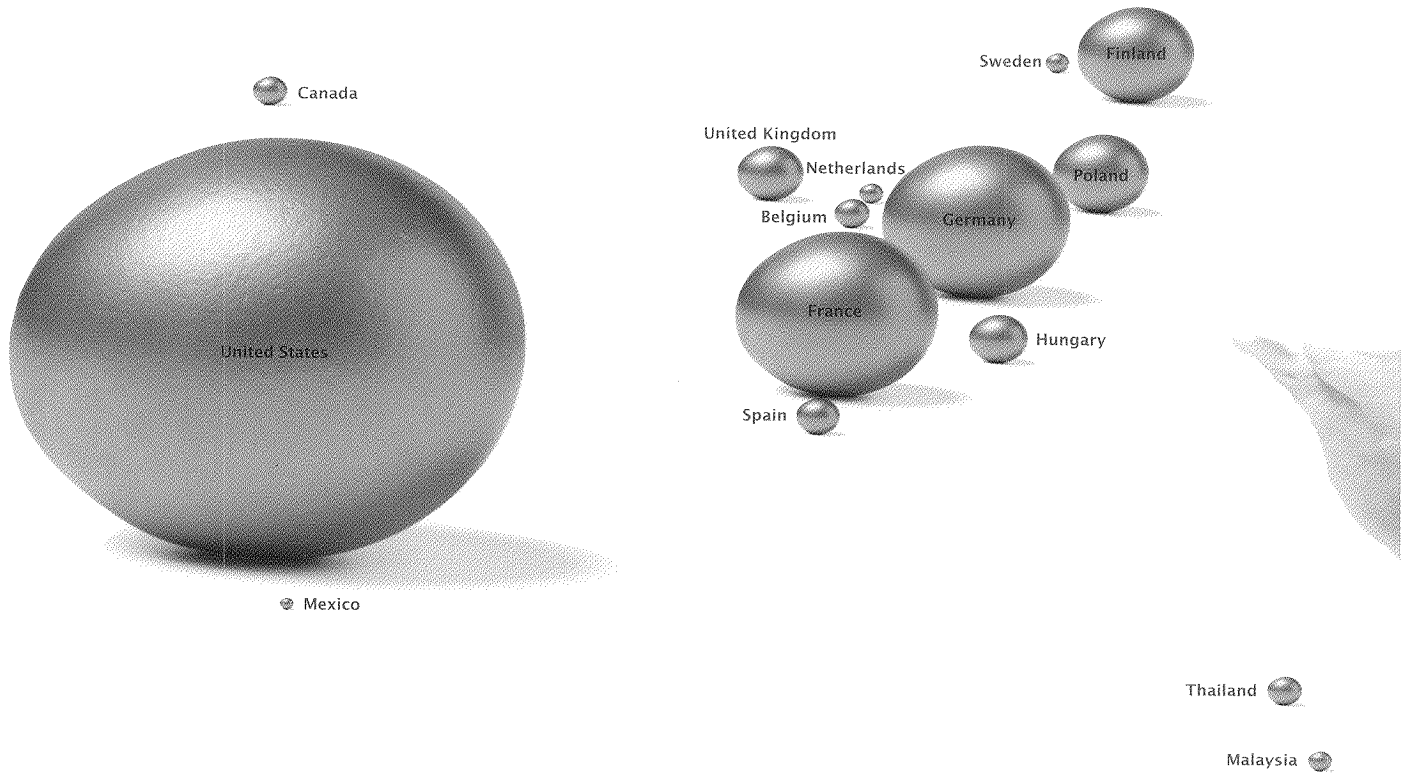 Sweden
Finland
Canada
United Kingdom
Netherlands
Poland
Belgium
Germany
France
Hungary
United States
Spain
Mexico
Thailand
Malaysia